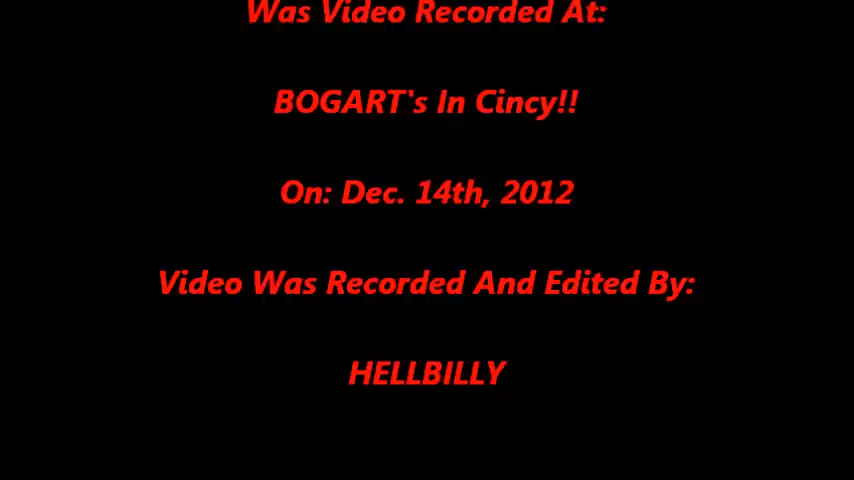 Was Video Recorded At:
BOGART's In Cincy!!
On: Dec. 14th, 2012
Video Was Recorded And Edited By:
HELLBILLY